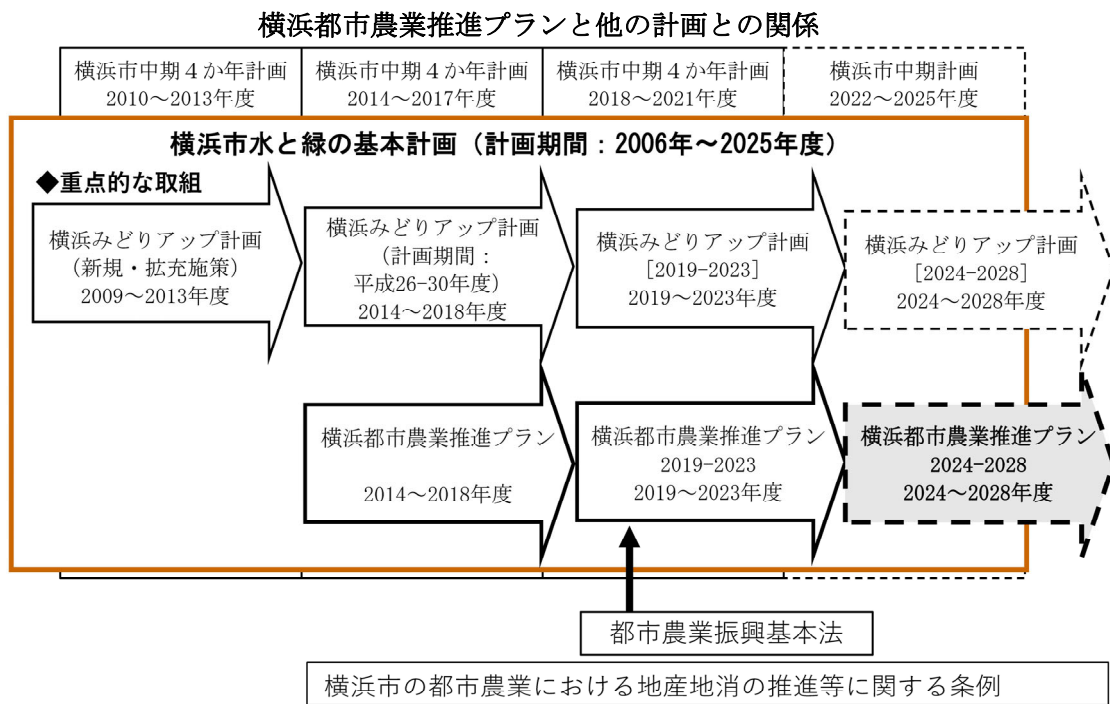 横浜都市農業推進プランと他の計画との関係
横浜市中期４か年計画
2010～2013年度
横浜市中期４か年計画
2014～2017年度
横浜市中期４か年計画
2018～2021年度
横浜市中期計画
2022～2025年度
横浜市水と緑の基本計画（計画期間：2006年～2025年度）
◆重点的な取組
横浜みどりアップ計画
（新規・拡充施策）
2009～2013年度
横浜みどりアップ計画
（計画期間：
平成26-30年度）
2014～2018年度
横浜みどりアップ計画
[2019-2023]
2019～2023年度
横浜みどりアップ計画
[2024-2028]
2024～2028年度
横浜都市農業推進プラン
2014～2018年度
横浜都市農業推進プラン
2019-2023
2019～2023年度
横浜都市農業推進プラン
2024-2028
2024～2028年度
都市農業振興基本法
横浜市の都市農業における地産地消の推進等に関する条例